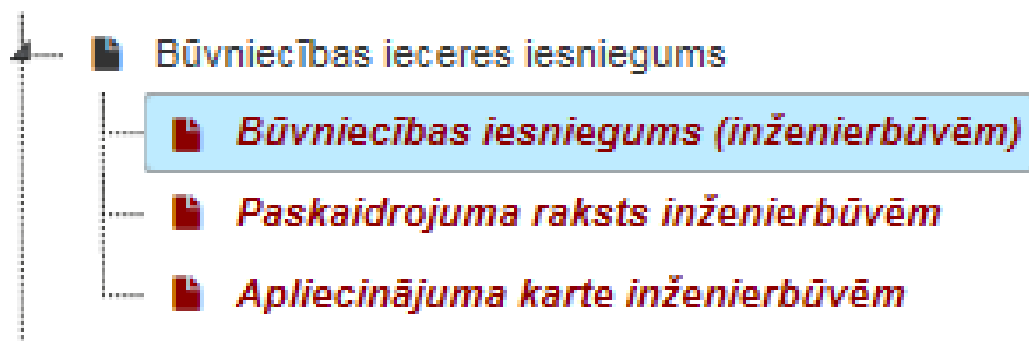 Būvniecības ieceres iesniegums
Būvniecības iesniegums (inženierbūvēm)
Paskaidrojuma raksts inženierbūvēm
Apliecinājuma karte inženierbūvēm